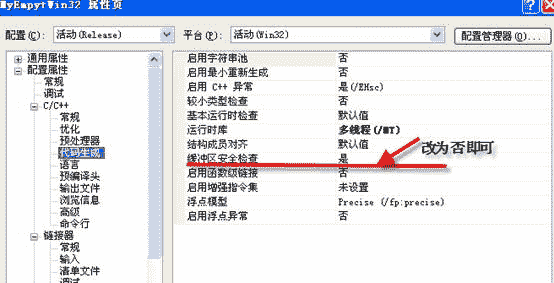 MyEmpytWin32 属性页
配置(C): 活动(Release) 平台(P): 活动(Win32) 配置管理器(O)...
通用属性
配置属性
常规
调试
C/C++
常规
优化
预处理器
代码生成
语言
预编译头
输出文件
浏览信息
高级
命令行
链接器
常规
输入
清单文件
调试
启用字符串池 否
启用最小重新生成 否
启用 C++ 异常 是(/EHsc)
较小类型检查 否
基本运行时检查 默认值
运行时库 多线程(/MT)
结构成员对齐 默认值
缓冲区安全检查 是
启用函数级链接 否
启用增强指令集 未设置
浮点模型 Precise (/fp:precise)
启用浮点异常 否
改为否即可